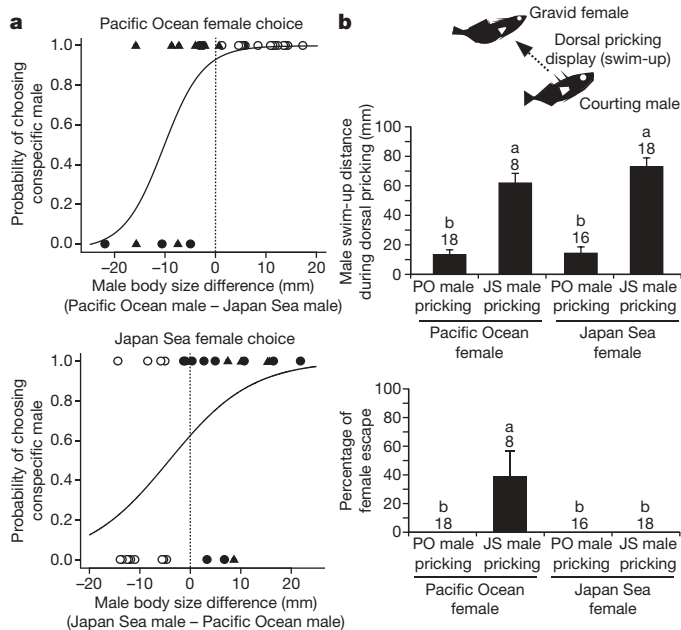 a
Pacific Ocean female choice
Probability of choosing
conspecific male
1.0
0.8
0.6
0.4
0.2
0.0
−20 −10 0 10 20
Male body size difference (mm)
(Pacific Ocean male – Japan Sea male)
Japan Sea female choice
Probability of choosing
conspecific male
1.0
0.8
0.6
0.4
0.2
0.0
−20 −10 0 10 20
Male body size difference (mm)
(Japan Sea male – Pacific Ocean male)
b
Gravid female
Dorsal pricking
display (swim-up)
Courting male
Male swim-up distance
during dorsal pricking (mm)
100
80
60
40
20
0
b a b a
18 8 16 18
PO male JS male PO male JS male
pricking pricking pricking pricking
Pacific Ocean Japan Sea
female female
Percentage of
female escape
100
80
60
40
20
0
b a b b
18 8 16 18
PO male JS male PO male JS male
pricking pricking pricking pricking
Pacific Ocean Japan Sea
female female